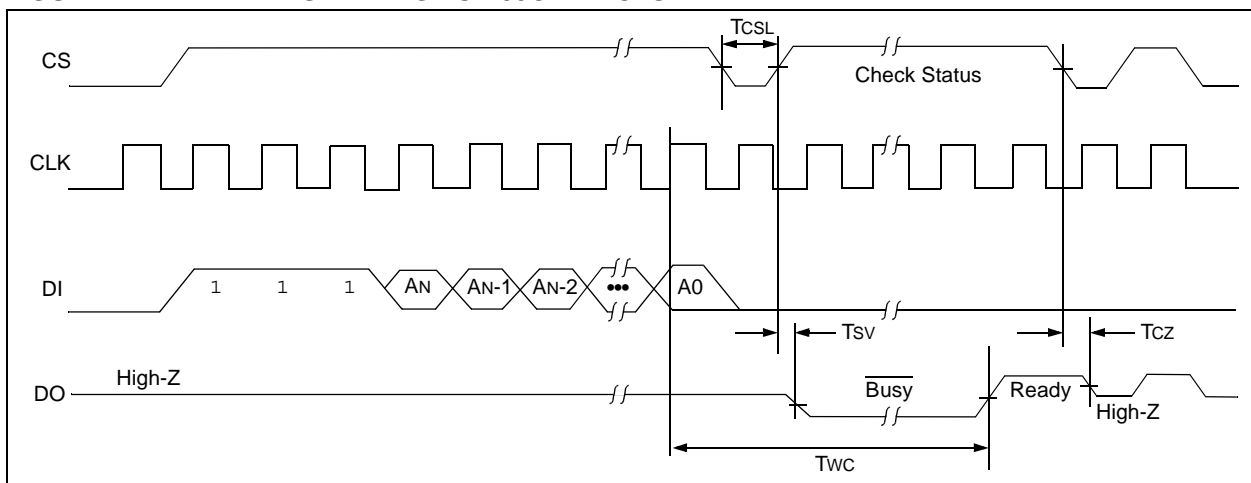 TCSL
CS
Check Status
CLK
DI 1 1 1 AN AN-1 AN-2 ••• A0
TSV TCZ
High-Z
DO
Busy Ready
High-Z
TWC